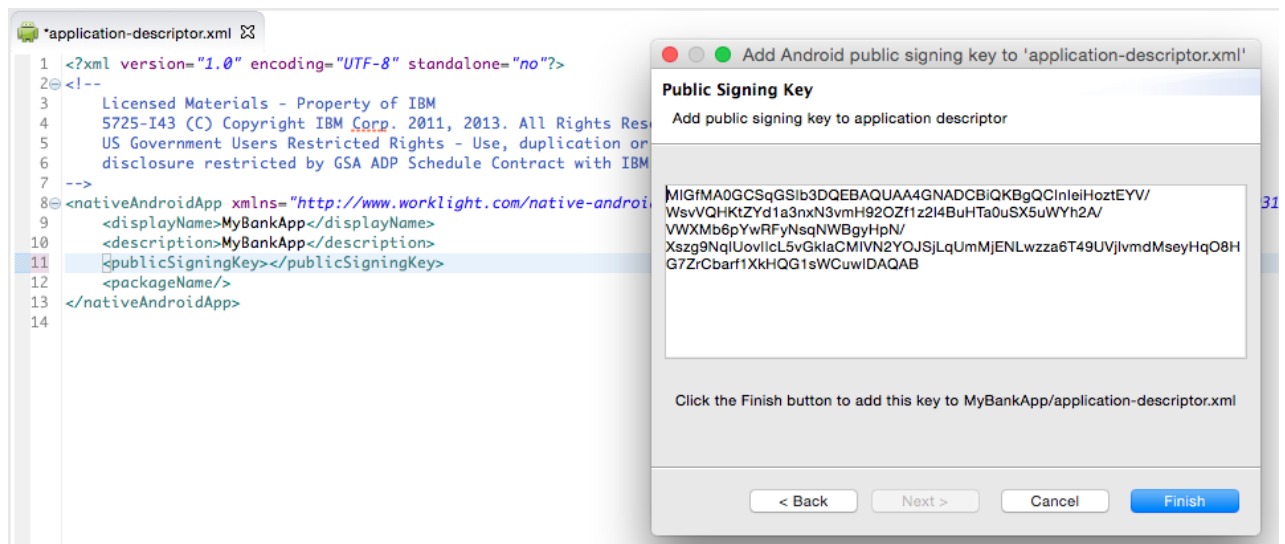 *application-descriptor.xml
1 <?xml version="1.0" encoding="UTF-8" standalone="no"?>
2 <!--
3 Licensed Materials - Property of IBM
4 5725-I43 (C) Copyright IBM Corp. 2011, 2013. All Rights Res
5 US Government Users Restricted Rights - Use, duplication or
6 disclosure restricted by GSA ADP Schedule Contract with IBM
7 -->
8 <nativeAndroidApp xmlns="http://www.worklight.com/native-androi
31
9 <displayName>MyBankApp</displayName>
10 <description>MyBankApp</description>
11 <publicSigningKey></publicSigningKey>
12 <packageName/>
13 </nativeAndroidApp>
14
Add Android public signing key to 'application-descriptor.xml'
Public Signing Key
Add public signing key to application descriptor
MIGfMA0GCSqGSIb3DQEBAQUAA4GNADCBiQKBgQCInIeiHoztEYV/
WsvVQHKtZYd1a3nxN3vmH92OZf1z2I4BuHTa0uSX5uWYh2A/
VWXMb6pYwRFyNsqNWBgyHpN/
Xszg9NqIUovIIcL5vGkIaCMIVN2YOJSjLqUmMjENLwzza6T49UVjIvmdMseyHqO8H
G7ZrCbarf1XkHQG1sWCuwIDAQAB
Click the Finish button to add this key to MyBankApp/application-descriptor.xml
< Back
Next >
Cancel
Finish